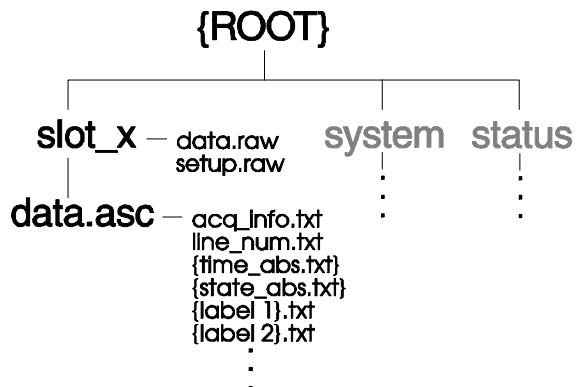 {ROOT}
slot_x
data.raw
setup.raw
system
status
data.asc
acq_info.txt
line_num.txt
{time_abs.txt}
{state_abs.txt}
{label 1}.txt
{label 2}.txt